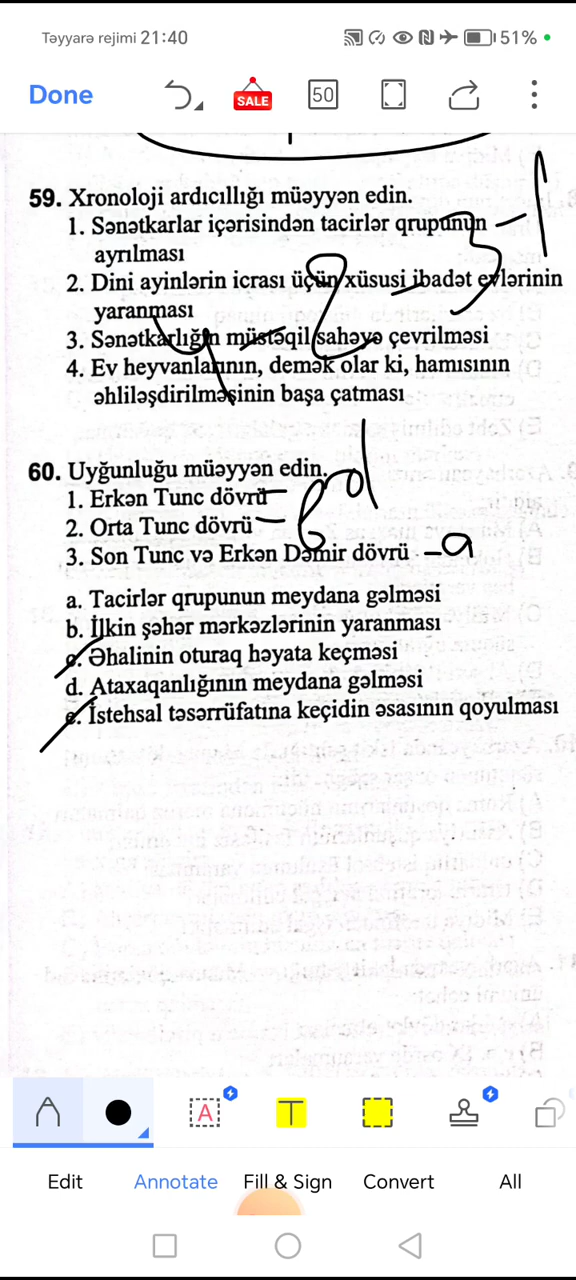 Təyyarə rejimi 21:40
51%
Done
SALE
50
59. Xronoloji ardıcıllığı müəyyən edin.
1. Sənətkarlar içərisindən tacirlər qrupunun –
ayrılması
2. Dini ayinlərin icrası üçün xüsusi ibadət evlərinin
yaranması
3. Sənətkarlığın müstəqil sahəyə çevrilməsi
4. Ev heyvanlarının, demək olar ki, hamısının
əhliləşdirilməsinin başa çatması
4 2 3 – 1
60. Uyğunluğu müəyyən edin.
1. Erkən Tunc dövrü – d
2. Orta Tunc dövrü – b
3. Son Tunc və Erkən Dəmir dövrü – a
a. Tacirlər qrupunun meydana gəlməsi
b. İlkin şəhər mərkəzlərinin yaranması
c. Əhalinin oturaq həyata keçməsi
d. Ataxaqanlığının meydana gəlməsi
e. İstehsal təsərrüfatına keçidin əsasının qoyulması
A
T
Edit
Annotate
Fill & Sign
Convert
All